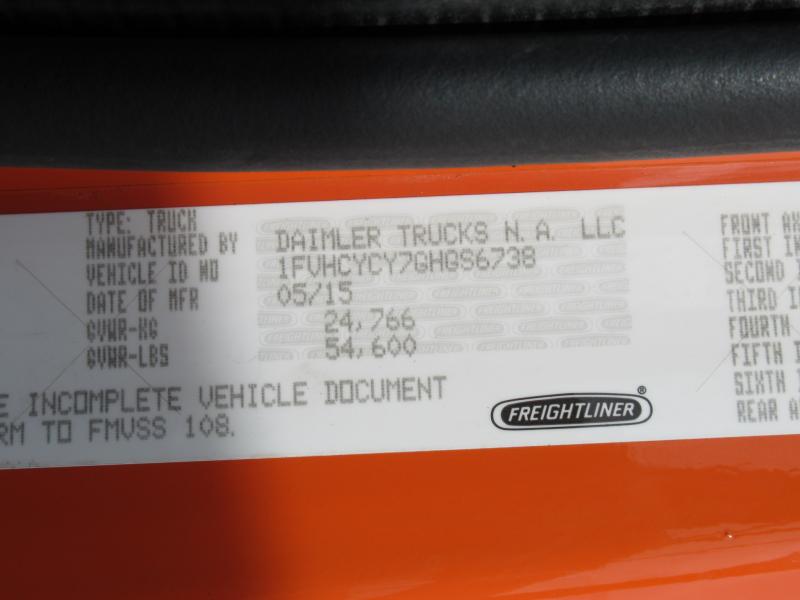 TYPE: TRUCK
MANUFACTURED BY DAIMLER TRUCKS N.A. LLC
VEHICLE ID NO 1FVHCYCY7GHGS6738
DATE OF MFR 05/15
GVWR-KG 24,766
GVWR-LBS 54,600
E INCOMPLETE VEHICLE DOCUMENT
RM TO FMVSS 108.
FREIGHTLINER®
FRONT AX
FIRST IN
SECOND I
THIRD IN
FOURTH
FIFTH I
SIXTH I
REAR A